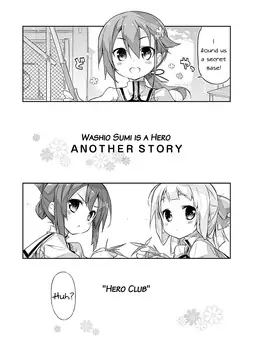 I found us
a secret
base!
WASHIO SUMI IS A HERO
ANOTHER STORY
Huh?
"HERO CLUB"